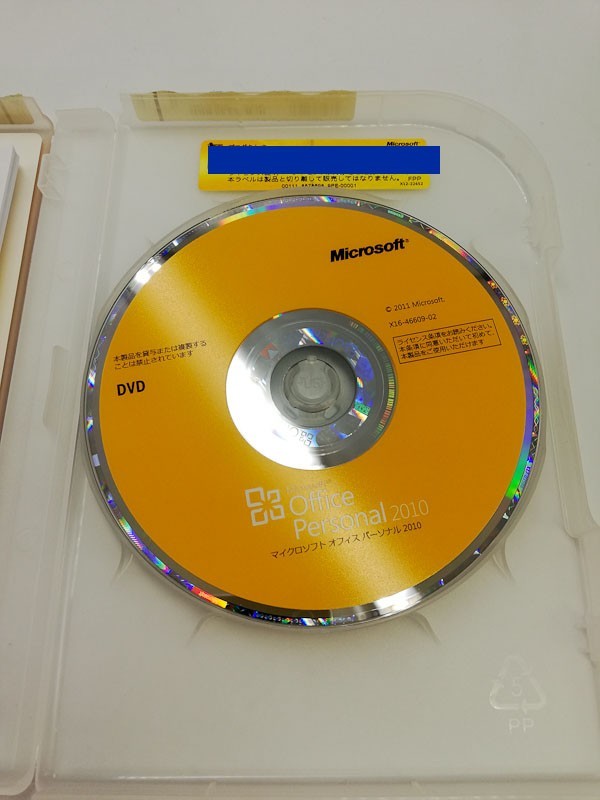 Microsoft
本ラベルは製品と切り離して販売してはなりません。
X12-32653
Microsoft®
© 2011 Microsoft.
X16-46609-02
ライセンス条項をお読みください。
本条項に同意いただいて初めて、
本製品をご使用いただけます
本製品を貸与または複製する
ことは禁止されています
DVD
PUSH
Office
Personal 2010
マイクロソフト オフィス パーソナル 2010
5
PP